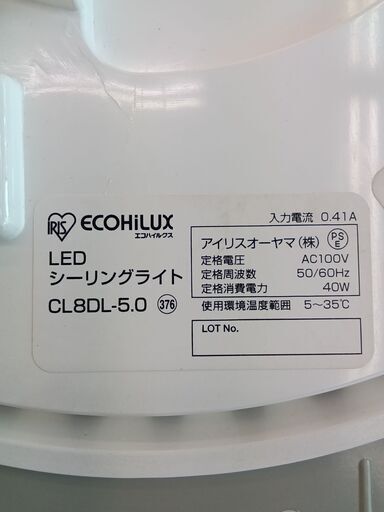 IRIS ECOHiLUX
エコハイルクス
LED
シーリングライト
CL8DL-5.0 376
入力電流 0.41A
アイリスオーヤマ(株) PSE
定格電圧 AC100V
定格周波数 50/60Hz
定格消費電力 40W
使用環境温度範囲 5～35℃
LOT No.